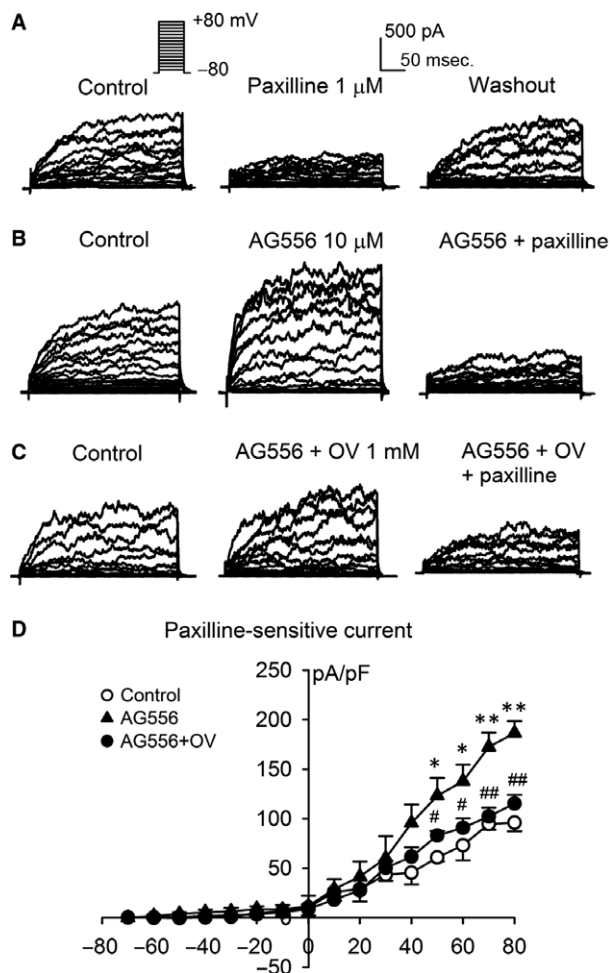 A
+80 mV
−80
500 pA
50 msec.
Control
Paxilline 1 μM
Washout
B
Control
AG556 10 μM
AG556 + paxilline
C
Control
AG556 + OV 1 mM
AG556 + OV
+ paxilline
D
Paxilline-sensitive current
250
pA/pF
Control
AG556
AG556+OV
200
150
100
50
0
−50
** **
* *
# # ## ##
−80 −60 −40 −20 0 20 40 60 80